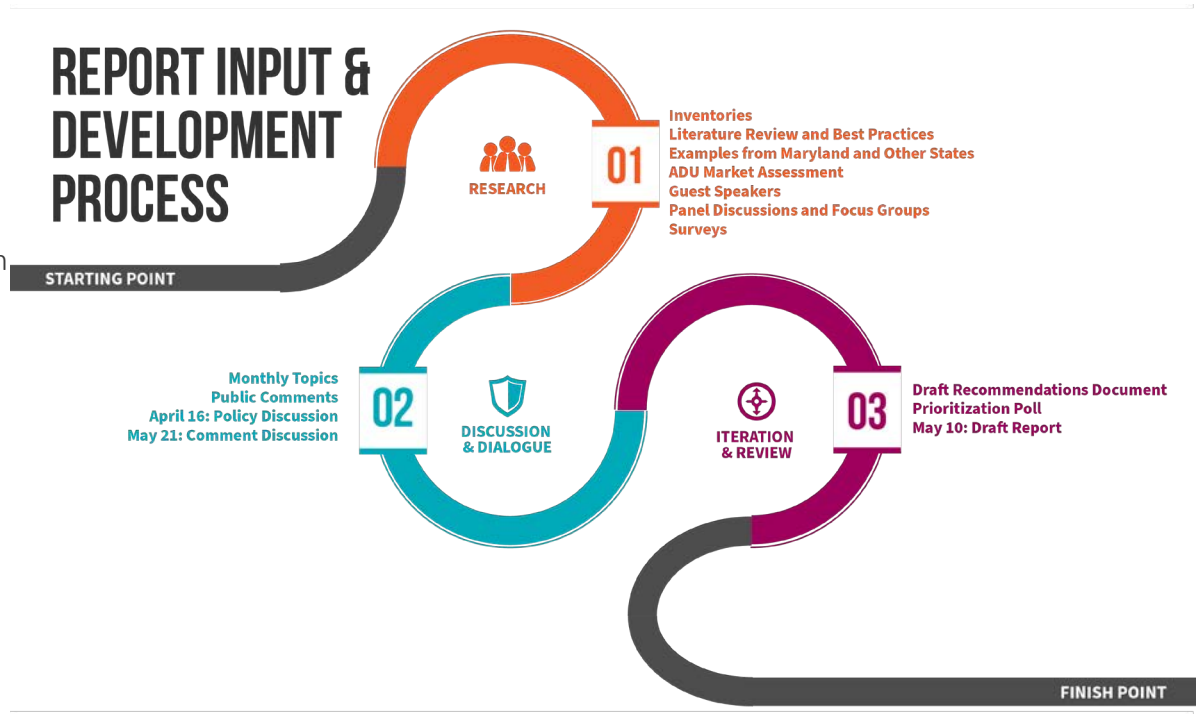 REPORT INPUT &
DEVELOPMENT
PROCESS
n
STARTING POINT
RESEARCH
01
Inventories
Literature Review and Best Practices
Examples from Maryland and Other States
ADU Market Assessment
Guest Speakers
Panel Discussions and Focus Groups
Surveys
Monthly Topics
Public Comments
April 16: Policy Discussion
May 21: Comment Discussion
02
DISCUSSION
& DIALOGUE
ITERATION
& REVIEW
03
Draft Recommendations Document
Prioritization Poll
May 10: Draft Report
FINISH POINT